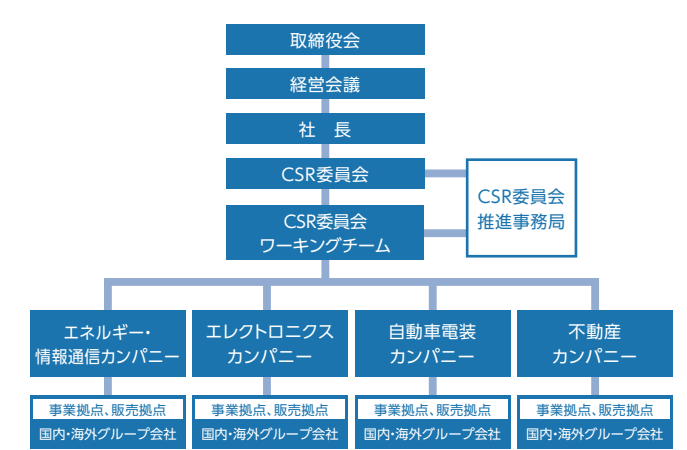 取締役会
経営会議
社　長
CSR委員会
CSR委員会
推進事務局
CSR委員会
ワーキングチーム
エネルギー・
情報通信カンパニー
エレクトロニクス
カンパニー
自動車電装
カンパニー
不動産
カンパニー
事業拠点、販売拠点
国内・海外グループ会社
事業拠点、販売拠点
国内・海外グループ会社
事業拠点、販売拠点
国内・海外グループ会社
事業拠点、販売拠点
国内・海外グループ会社